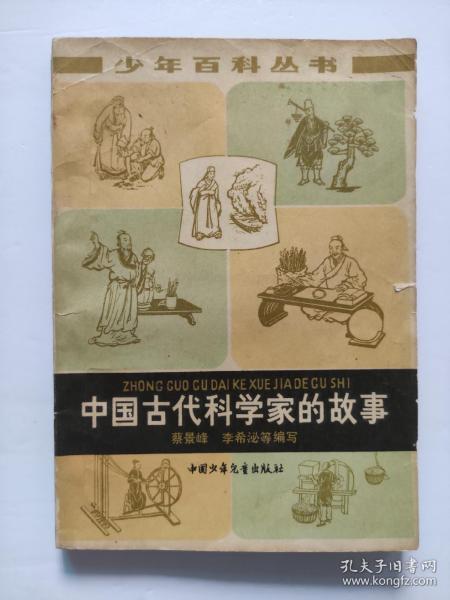 少年百科丛书
ZHONG GUO GU DAI KE XUE JIA DE GU SHI
中国古代科学家的故事
蔡景峰 李希泌等编写
中国少年儿童出版社
孔夫子旧书网
www.kongfz.com